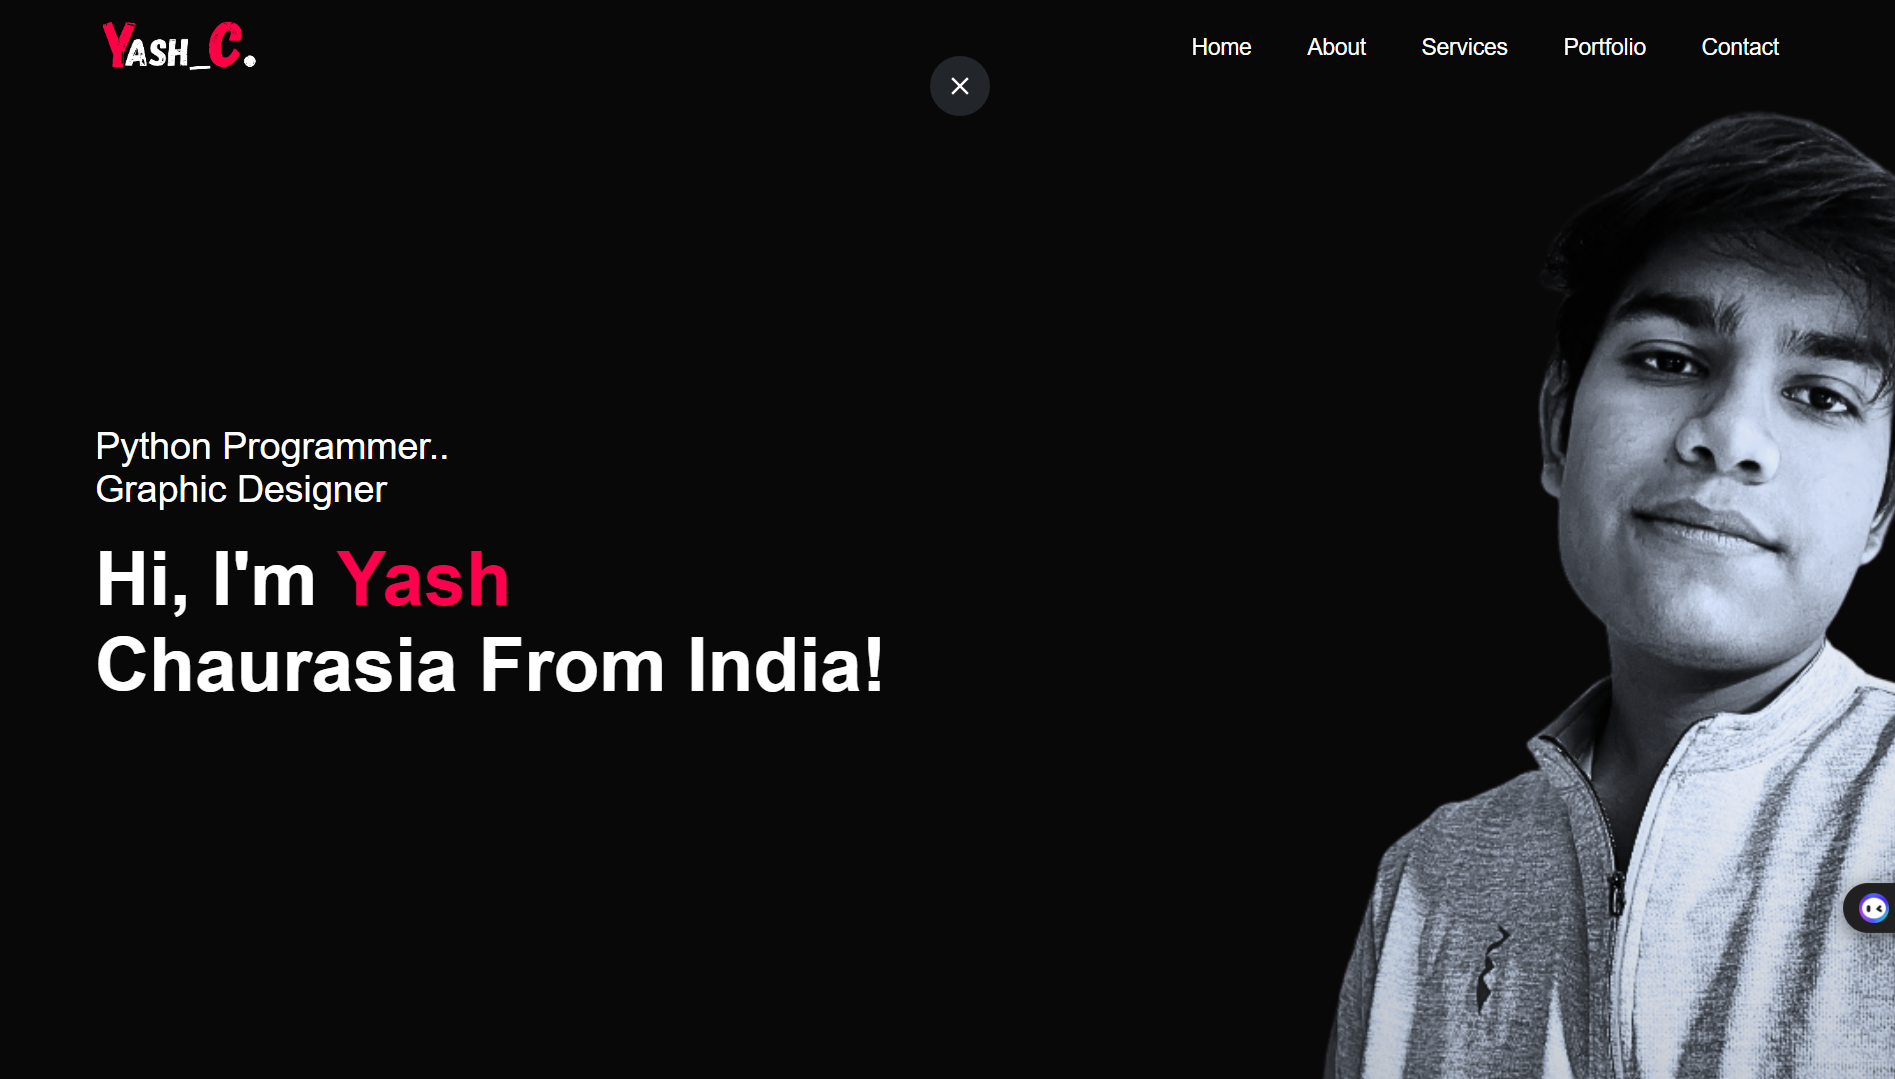 Yash_C.
Home About Services Portfolio Contact
Python Programmer..
Graphic Designer
Hi, I'm Yash
Chaurasia From India!